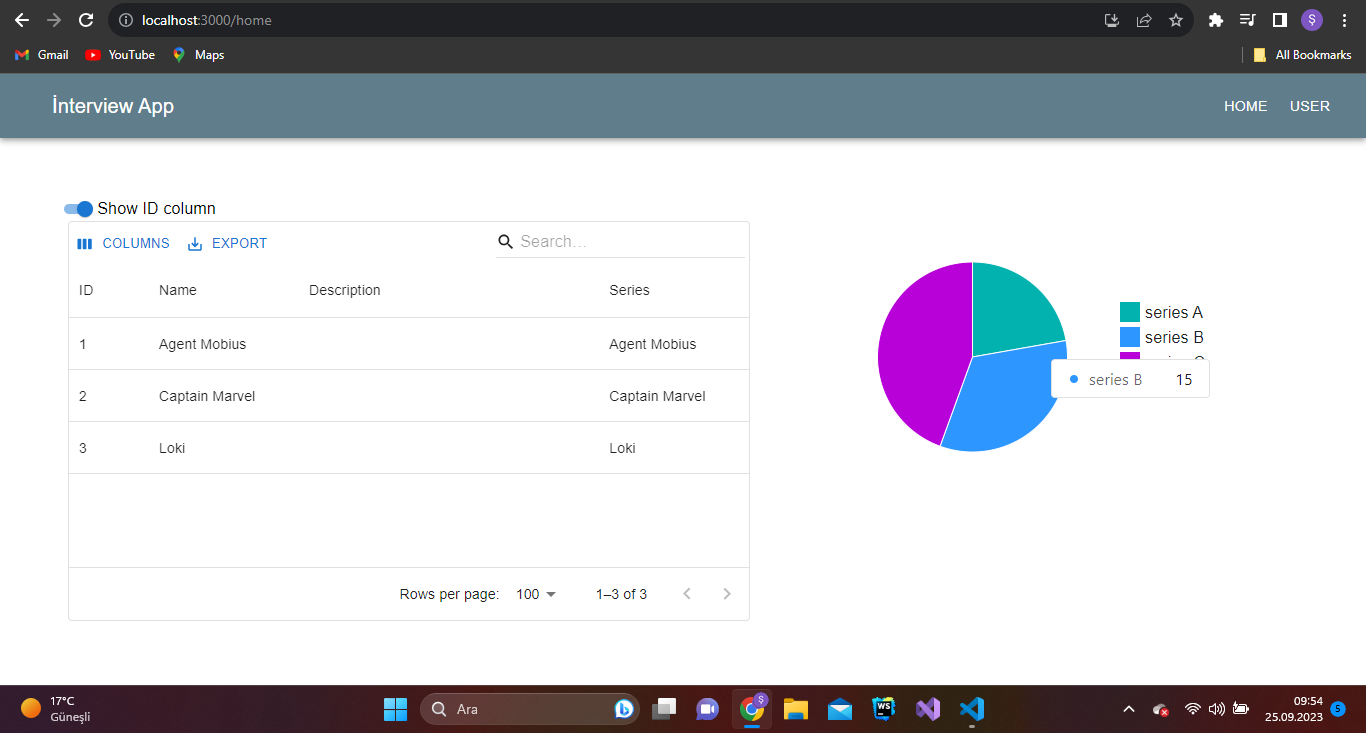 localhost:3000/home
Gmail YouTube Maps All Bookmarks
İnterview App HOME USER
Show ID column
COLUMNS EXPORT Search…
ID Name Description Series
1 Agent Mobius Agent Mobius
2 Captain Marvel Captain Marvel
3 Loki Loki
Rows per page: 100 1–3 of 3
series A
series B
series B 15
17°C
Güneşli
Ara
WS
09:54
25.09.2023
5
Ş
Ş